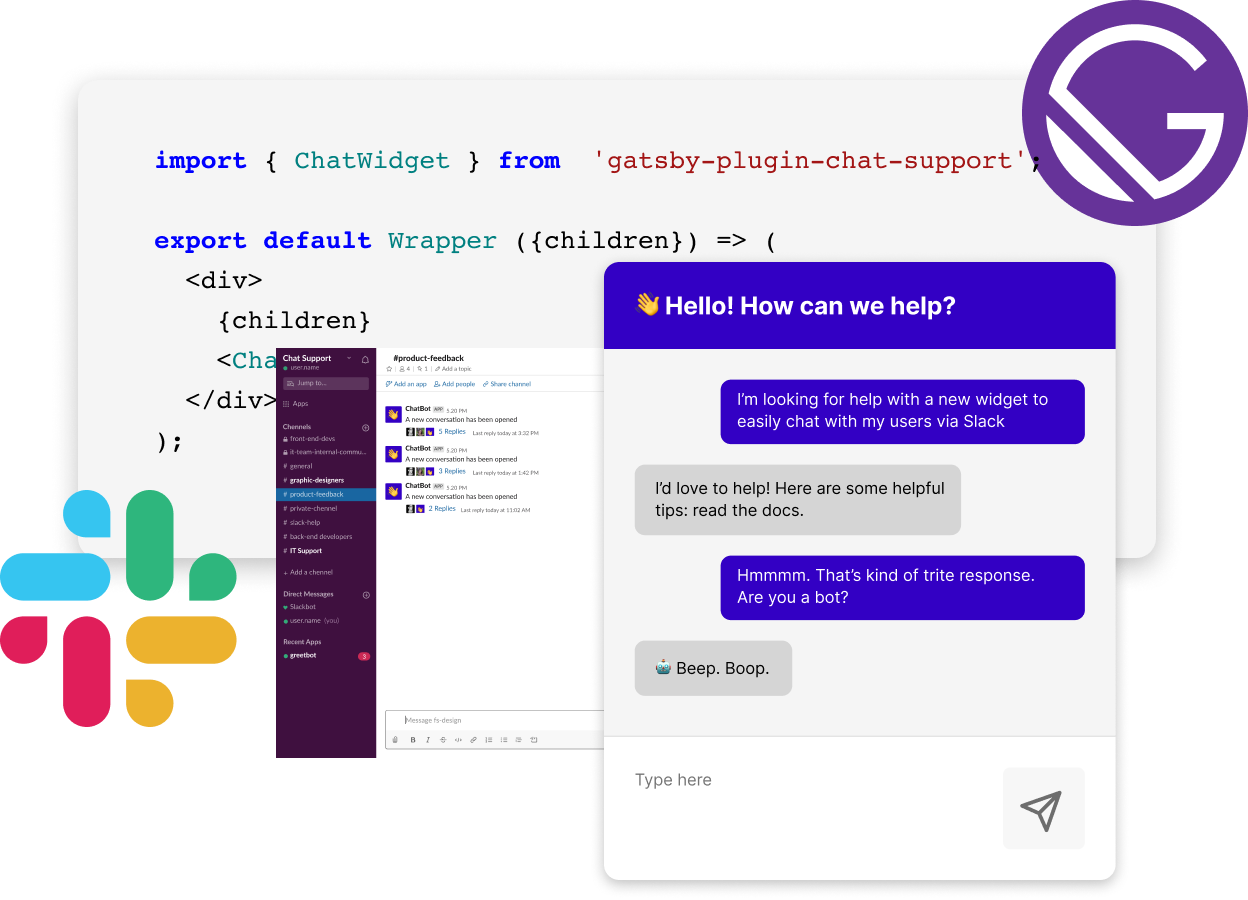 import { ChatWidget } from 'gatsby-plugin-chat-support';
export default Wrapper ({children}) => (
<div>
{children}
<Cha
</div>
);
Chat Support
user.name
Jump to...
Apps
Channels
front-end-devs
it-team-internal-commu...
# general
# graphic-designers
# product-feedback
# private-channel
# slack-help
# back-end developers
# IT Support
+ Add a chennel
Direct Messages
Slackbot
user.name (you)
Recent Apps
greetbot 3
#product-feedback
4 | 1 | Add a topic
Add an app Add people Share channel
ChatBot APP 5.20 PM
A new conversation has been opened
5 Replies Last reply today at 3:32 PM
ChatBot APP 5.20 PM
A new conversation has been opened
3 Replies Last reply today at 1:42 PM
ChatBot APP 5.20 PM
A new conversation has been opened
2 Replies Last reply today at 11:02 AM
Message fs-design
B I S </>
👋 Hello! How can we help?
I'm looking for help with a new widget to
easily chat with my users via Slack
I'd love to help! Here are some helpful
tips: read the docs.
Hmmmm. That's kind of trite response.
Are you a bot?
🤖 Beep. Boop.
Type here